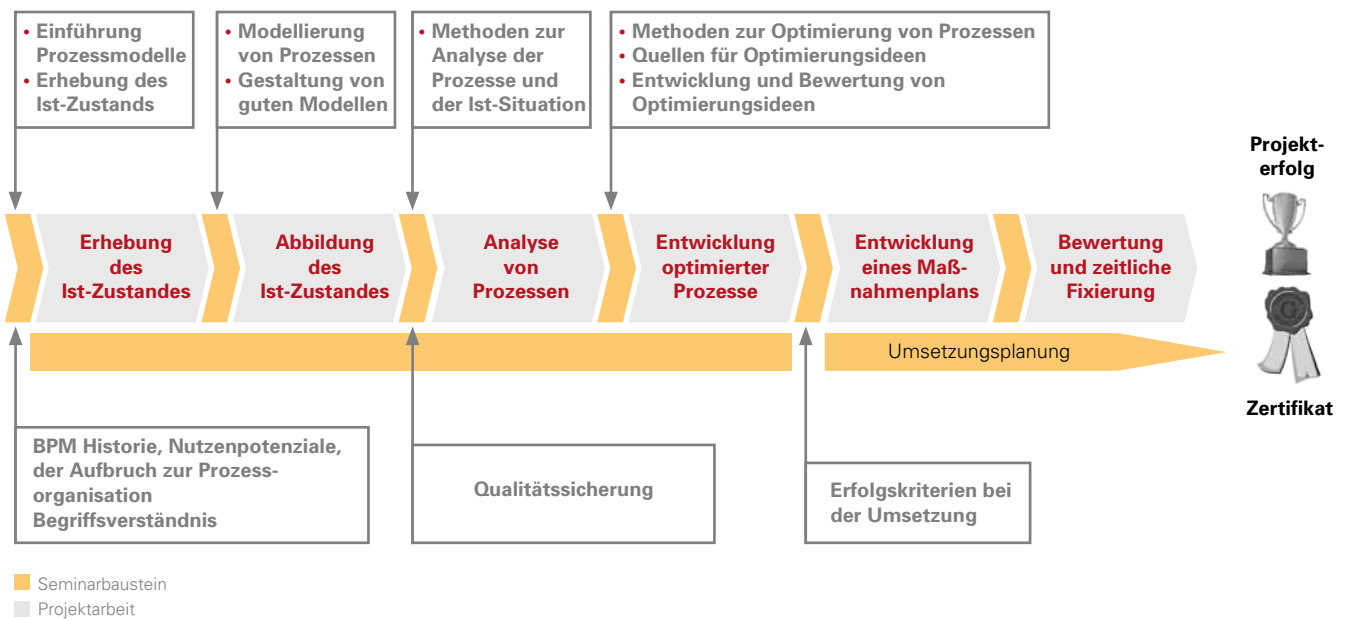 • Einführung
Prozessmodelle
• Erhebung des
Ist-Zustands
• Modellierung
von Prozessen
• Gestaltung von
guten Modellen
• Methoden zur
Analyse der
Prozesse und
der Ist-Situation
• Methoden zur Optimierung von Prozessen
• Quellen für Optimierungsideen
• Entwicklung und Bewertung von
Optimierungsideen
Projekt-
erfolg
Erhebung
des
Ist-Zustandes
Abbildung
des
Ist-Zustandes
Analyse
von
Prozessen
Entwicklung
optimierter
Prozesse
Entwicklung
eines Maß-
nahmenplans
Bewertung
und zeitliche
Fixierung
G
Umsetzungsplanung
Zertifikat
BPM Historie, Nutzenpotenziale,
der Aufbruch zur Prozess-
organisation
Begriffsverständnis
Qualitätssicherung
Erfolgskriterien bei
der Umsetzung
Seminarbaustein
Projektarbeit